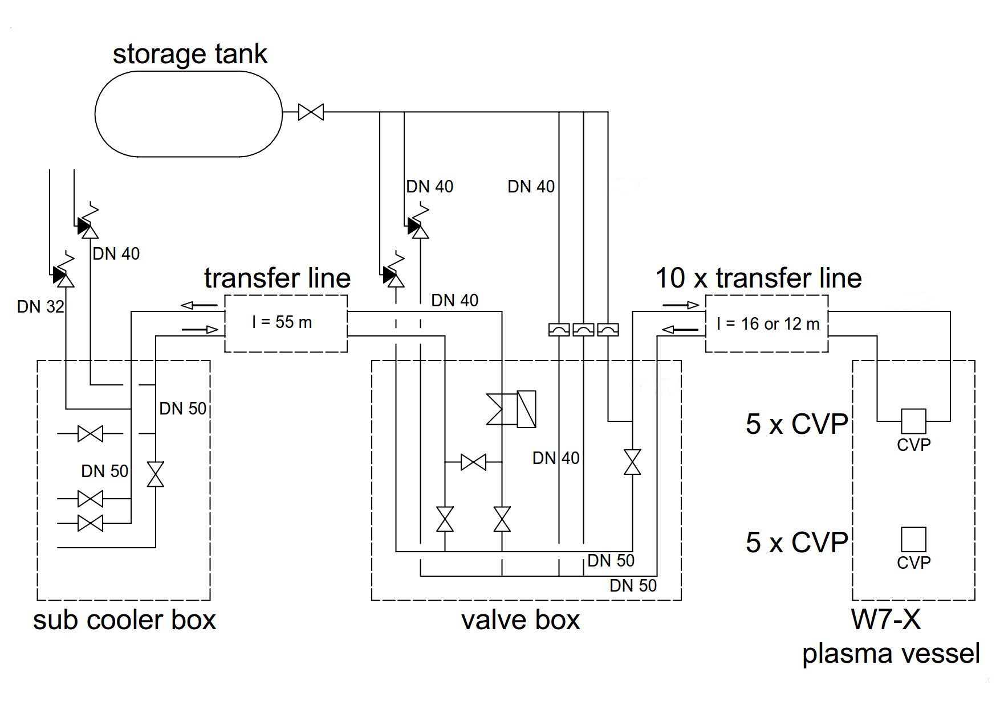 storage tank
DN 40
DN 40
DN 40
transfer line
10 x transfer line
DN 32
DN 40
l = 55 m
l = 16 or 12 m
DN 50
5 x CVP
CVP
DN 40
DN 50
5 x CVP
DN 50
CVP
DN 50
sub cooler box
valve box
W7-X
plasma vessel